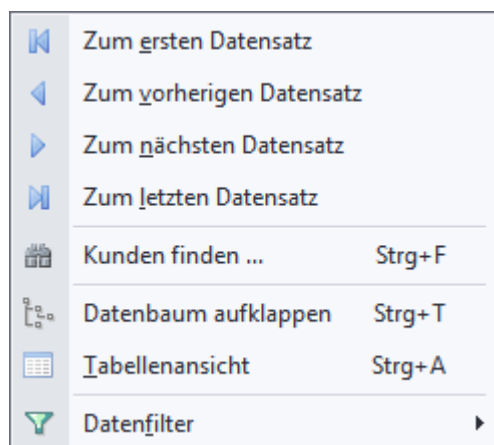 Zum ersten Datensatz
Zum vorherigen Datensatz
Zum nächsten Datensatz
Zum letzten Datensatz
Kunden finden ... Strg+F
Datenbaum aufklappen Strg+T
Tabellenansicht Strg+A
Datenfilter